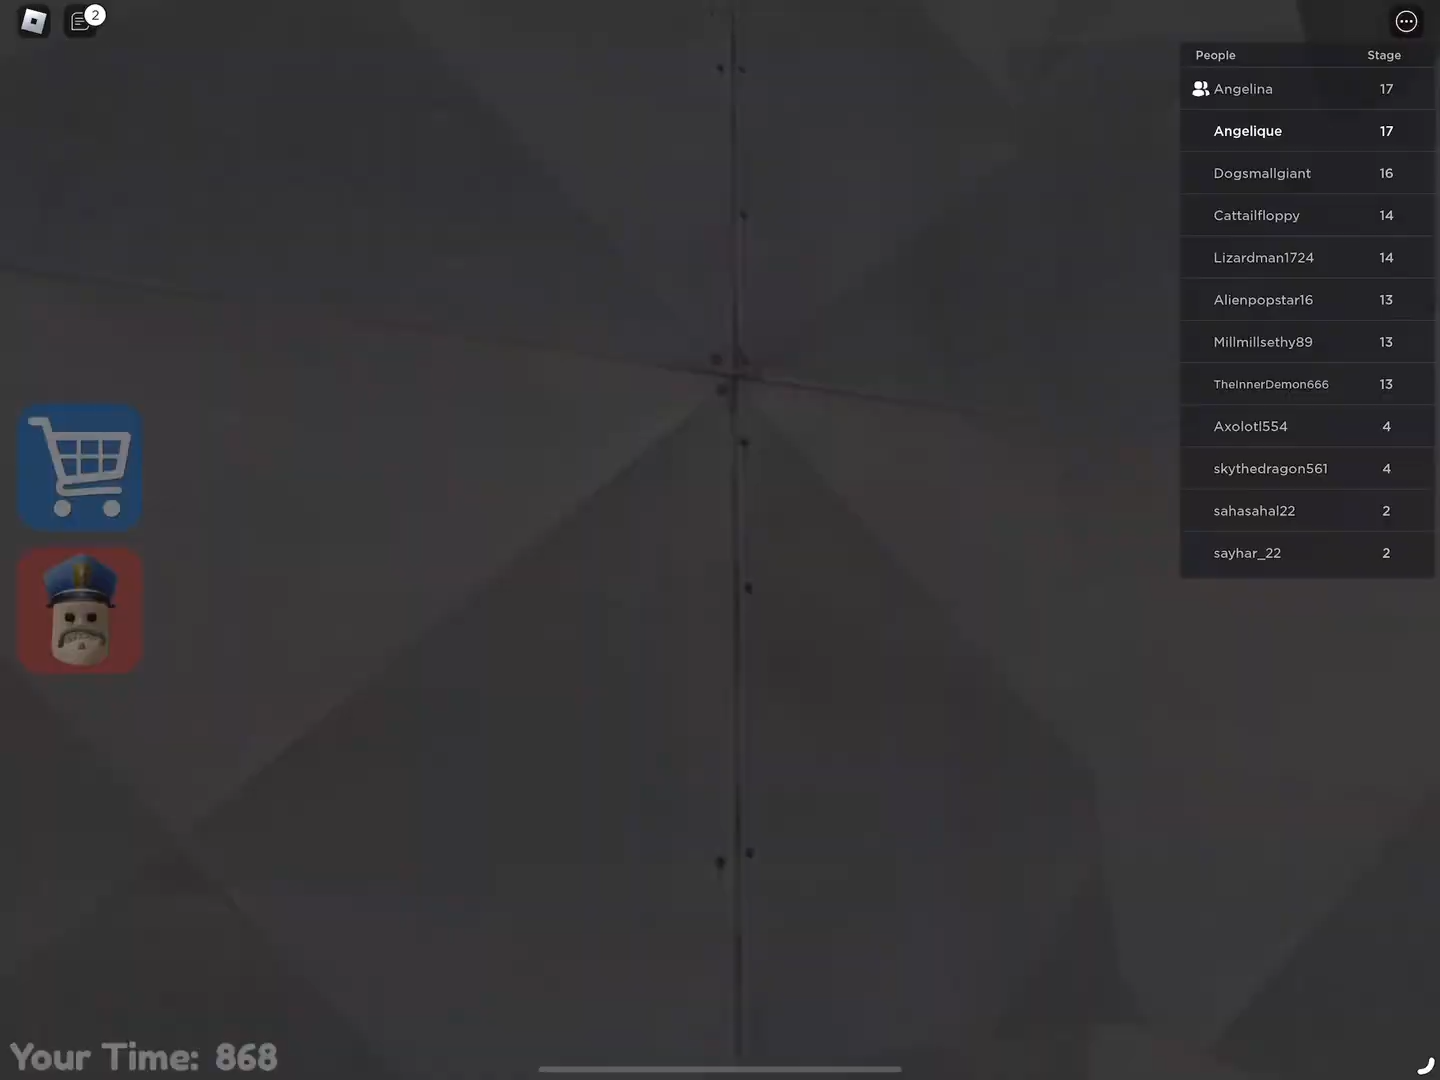 2
People Stage
Angelina 17
Angelique 17
Dogsmallgiant 16
Cattailfloppy 14
Lizardman1724 14
Alienpopstar16 13
Millmillsethy89 13
TheInnerDemon666 13
Axolotl554 4
skythedragon561 4
sahasahal22 2
sayhar_22 2
Your Time: 868